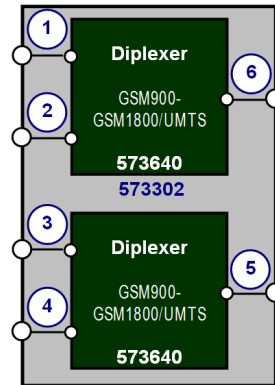 1
Diplexer
6
GSM900-
GSM1800/UMTS
2
573640
573302
3
Diplexer
5
GSM900-
GSM1800/UMTS
4
573640